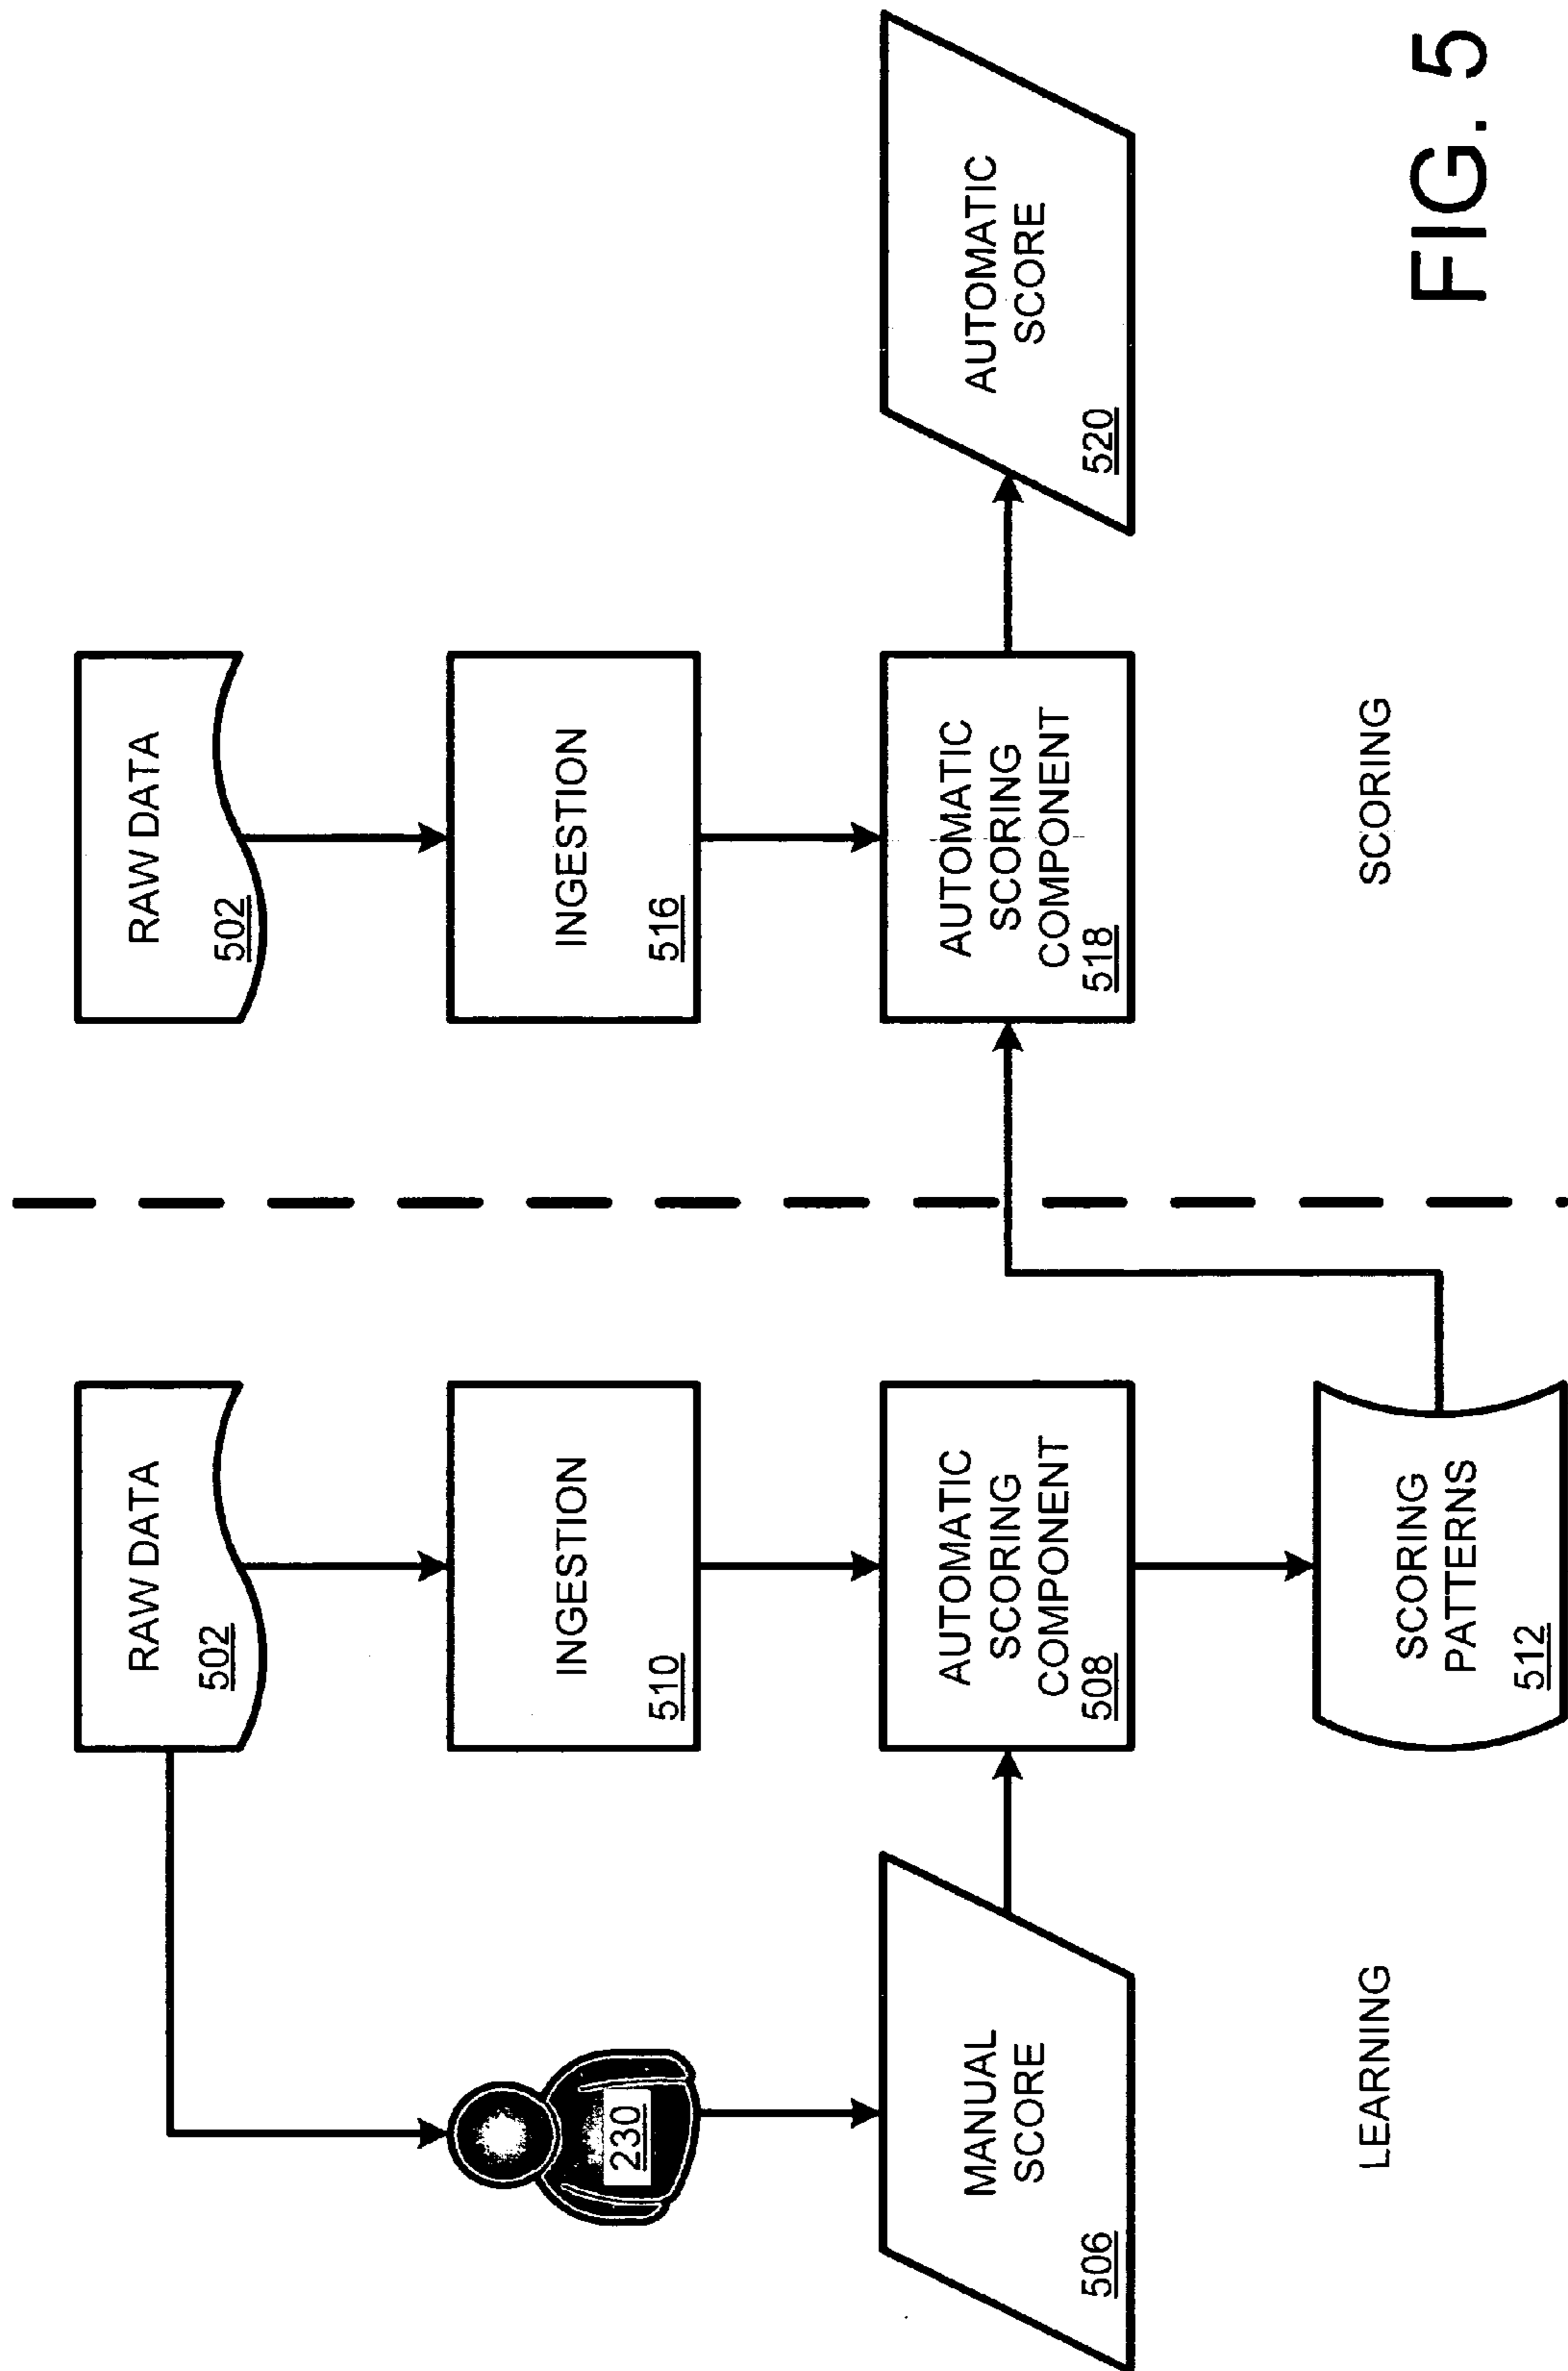 RAW DATA
502
230
INGESTION
510
MANUAL
SCORE
506
AUTOMATIC
SCORING
COMPONENT
508
SCORING
PATTERNS
512
LEARNING
RAW DATA
502
INGESTION
516
AUTOMATIC
SCORING
COMPONENT
518
AUTOMATIC
SCORE
520
SCORING
FIG. 5